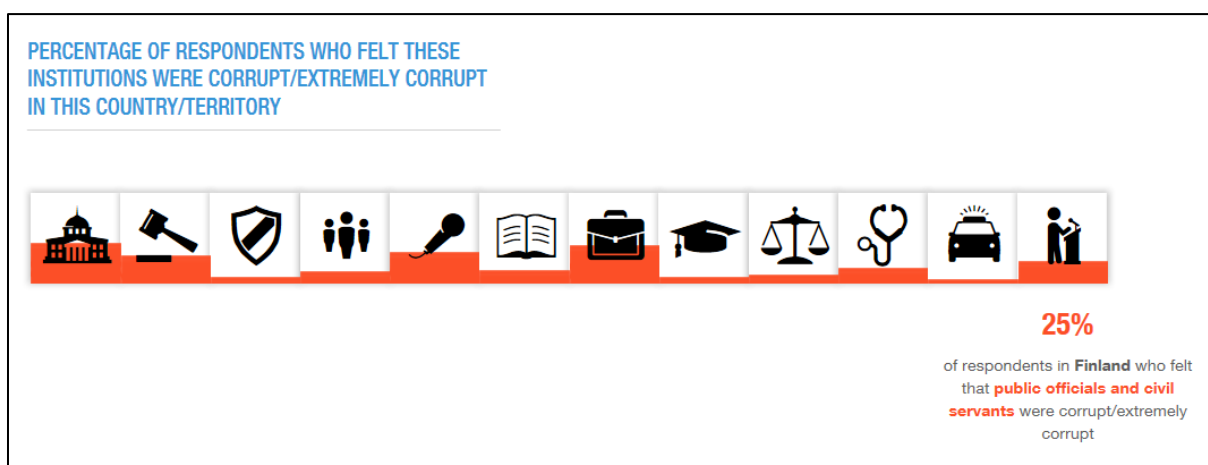 PERCENTAGE OF RESPONDENTS WHO FELT THESE
INSTITUTIONS WERE CORRUPT/EXTREMELY CORRUPT
IN THIS COUNTRY/TERRITORY
25%
of respondents in Finland who felt
that public officials and civil
servants were corrupt/extremely
corrupt